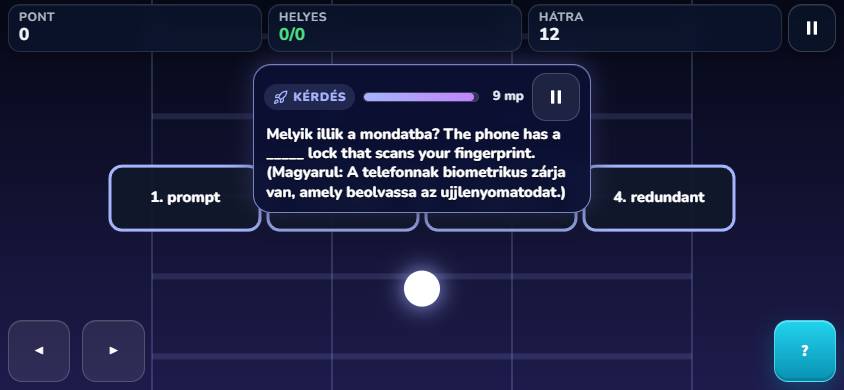 PONT
0
HELYES
0/0
HÁTRA
12
KÉRDÉS
9 mp
Melyik illik a mondatba? The phone has a
_____ lock that scans your fingerprint.
(Magyarul: A telefonnak biometrikus zárja
van, amely beolvassa az ujjlenyomatodat.)
1. prompt
4. redundant
?